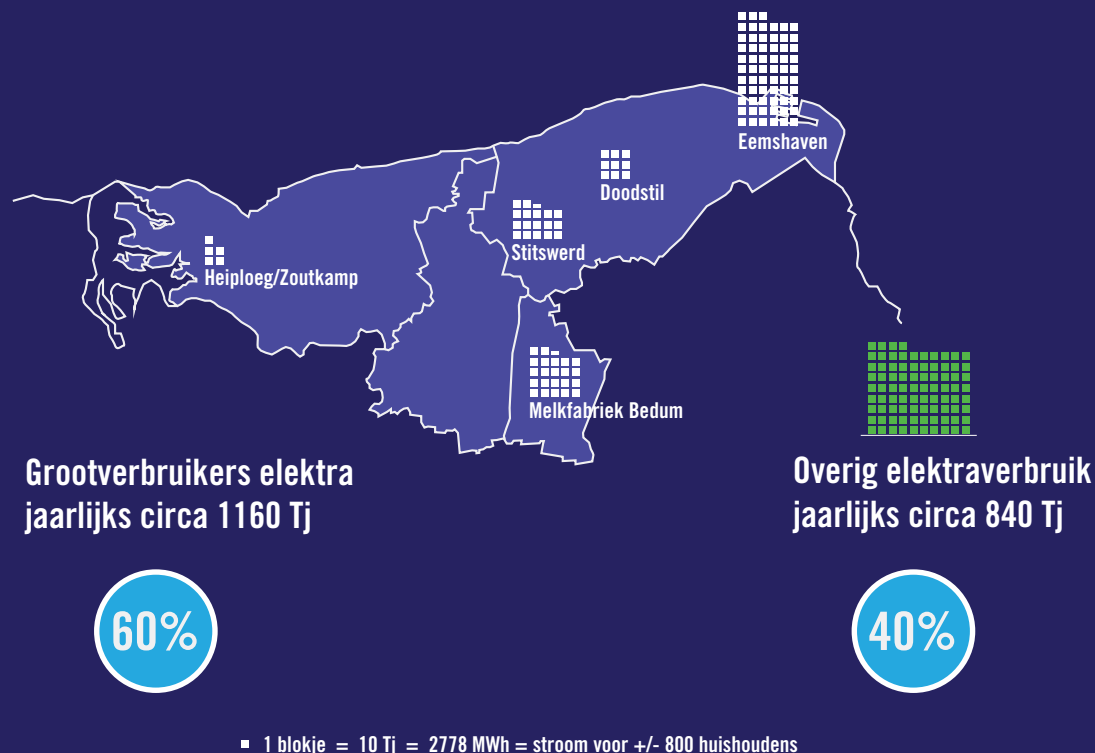 Eemshaven
Doodstil
Stitswerd
Heiploeg/Zoutkamp
Melkfabriek Bedum
Grootverbruikers elektra
jaarlijks circa 1160 Tj
60%
Overig elektraverbruik
jaarlijks circa 840 Tj
40%
1 blokje = 10 Tj = 2778 MWh = stroom voor +/- 800 huishoudens